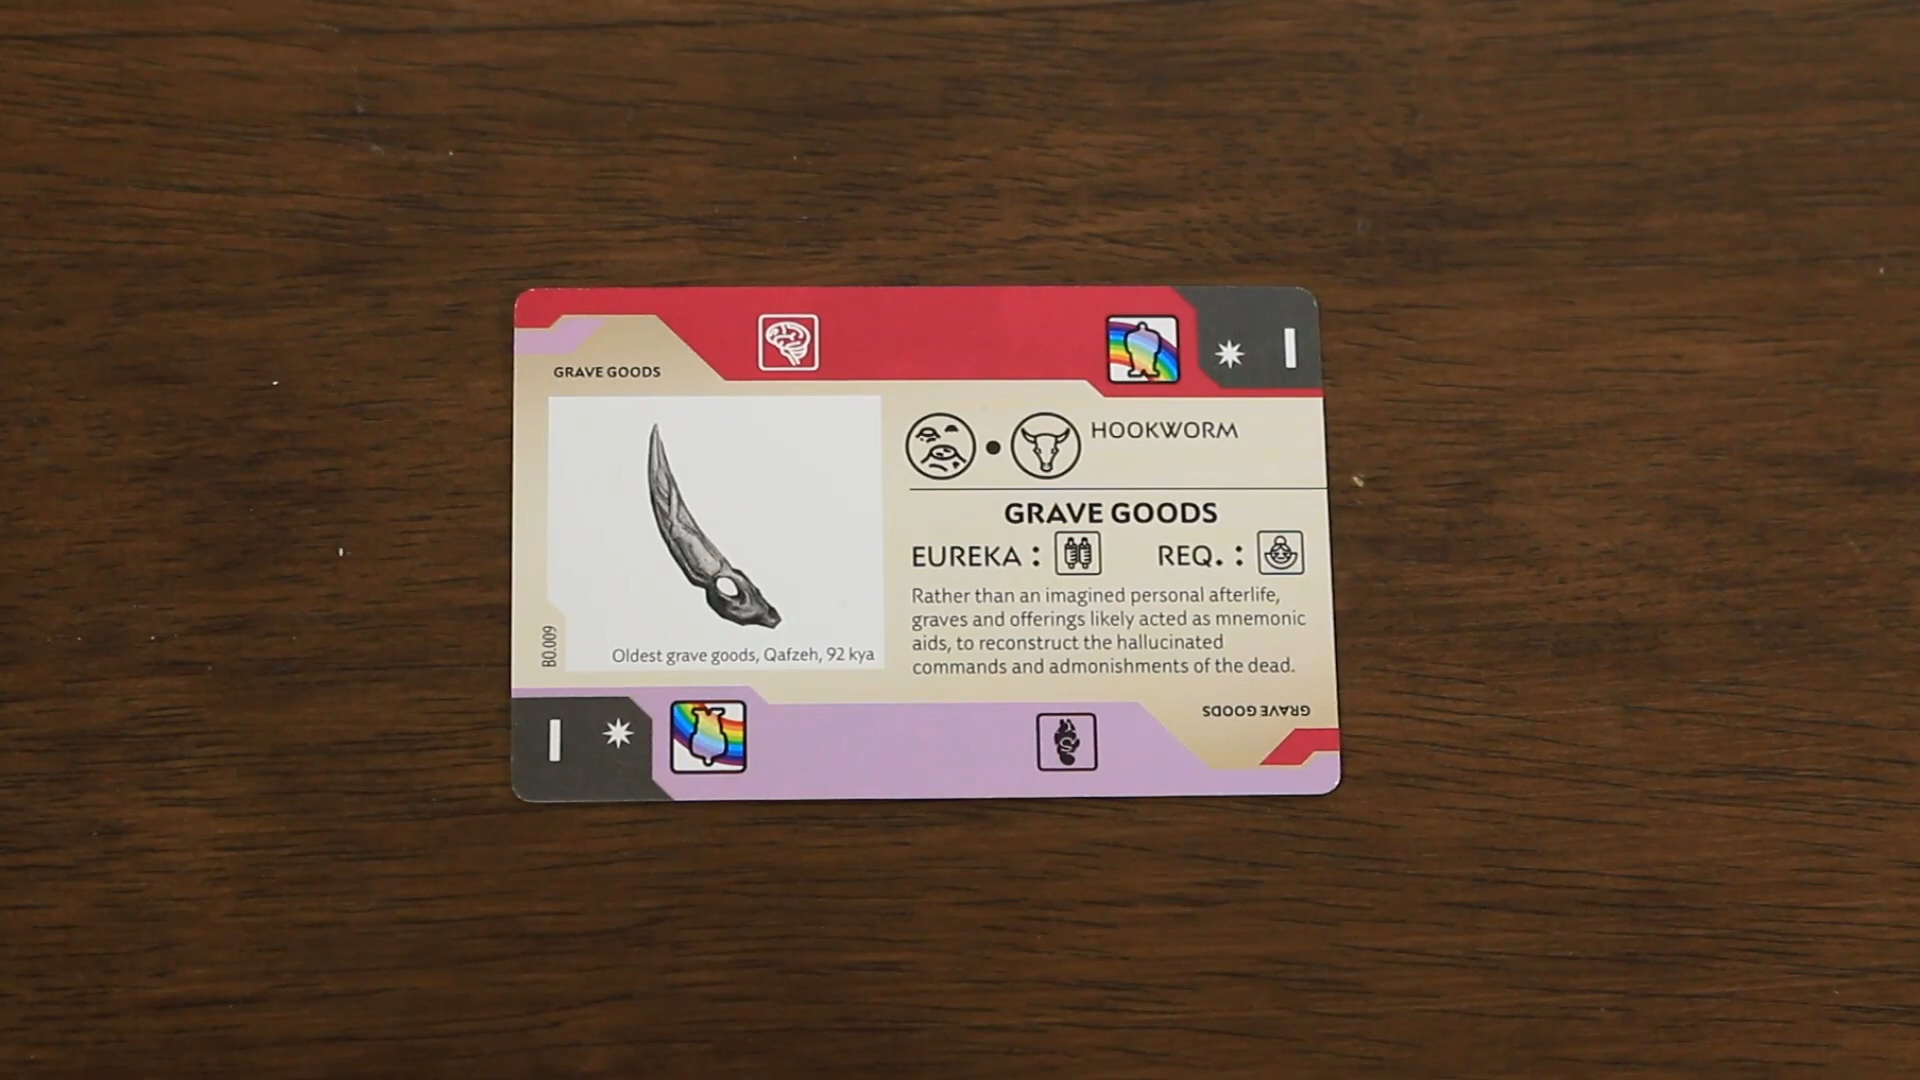 GRAVE GOODS
I
HOOKWORM
GRAVE GOODS
EUREKA : REQ. :
Rather than an imagined personal afterlife,
graves and offerings likely acted as mnemonic
aids, to reconstruct the hallucinated
commands and admonishments of the dead.
Oldest grave goods, Qafzeh, 92 kya
B0.009
GRAVE GOODS
I